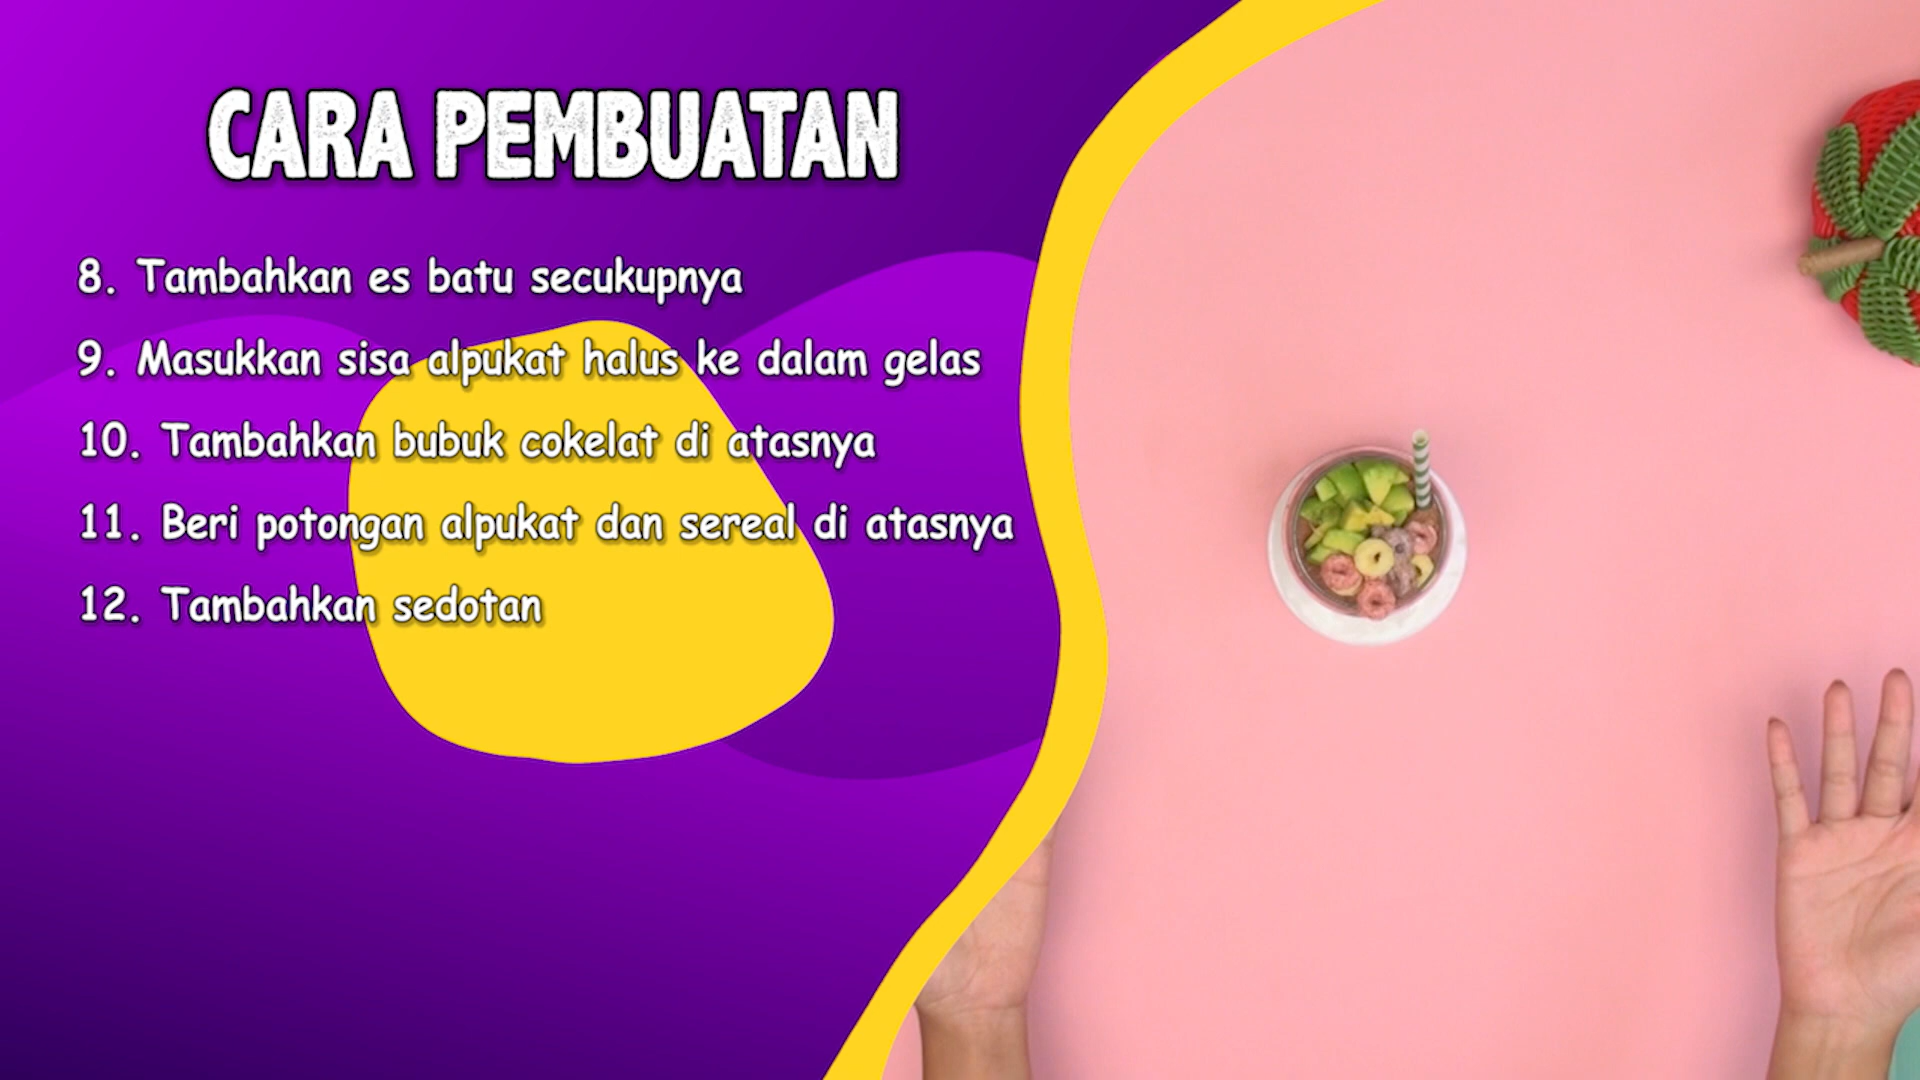 CARA PEMBUATAN
8. Tambahkan es batu secukupnya
9. Masukkan sisa alpukat halus ke dalam gelas
10. Tambahkan bubuk cokelat di atasnya
11. Beri potongan alpukat dan sereal di atasnya
12. Tambahkan sedotan